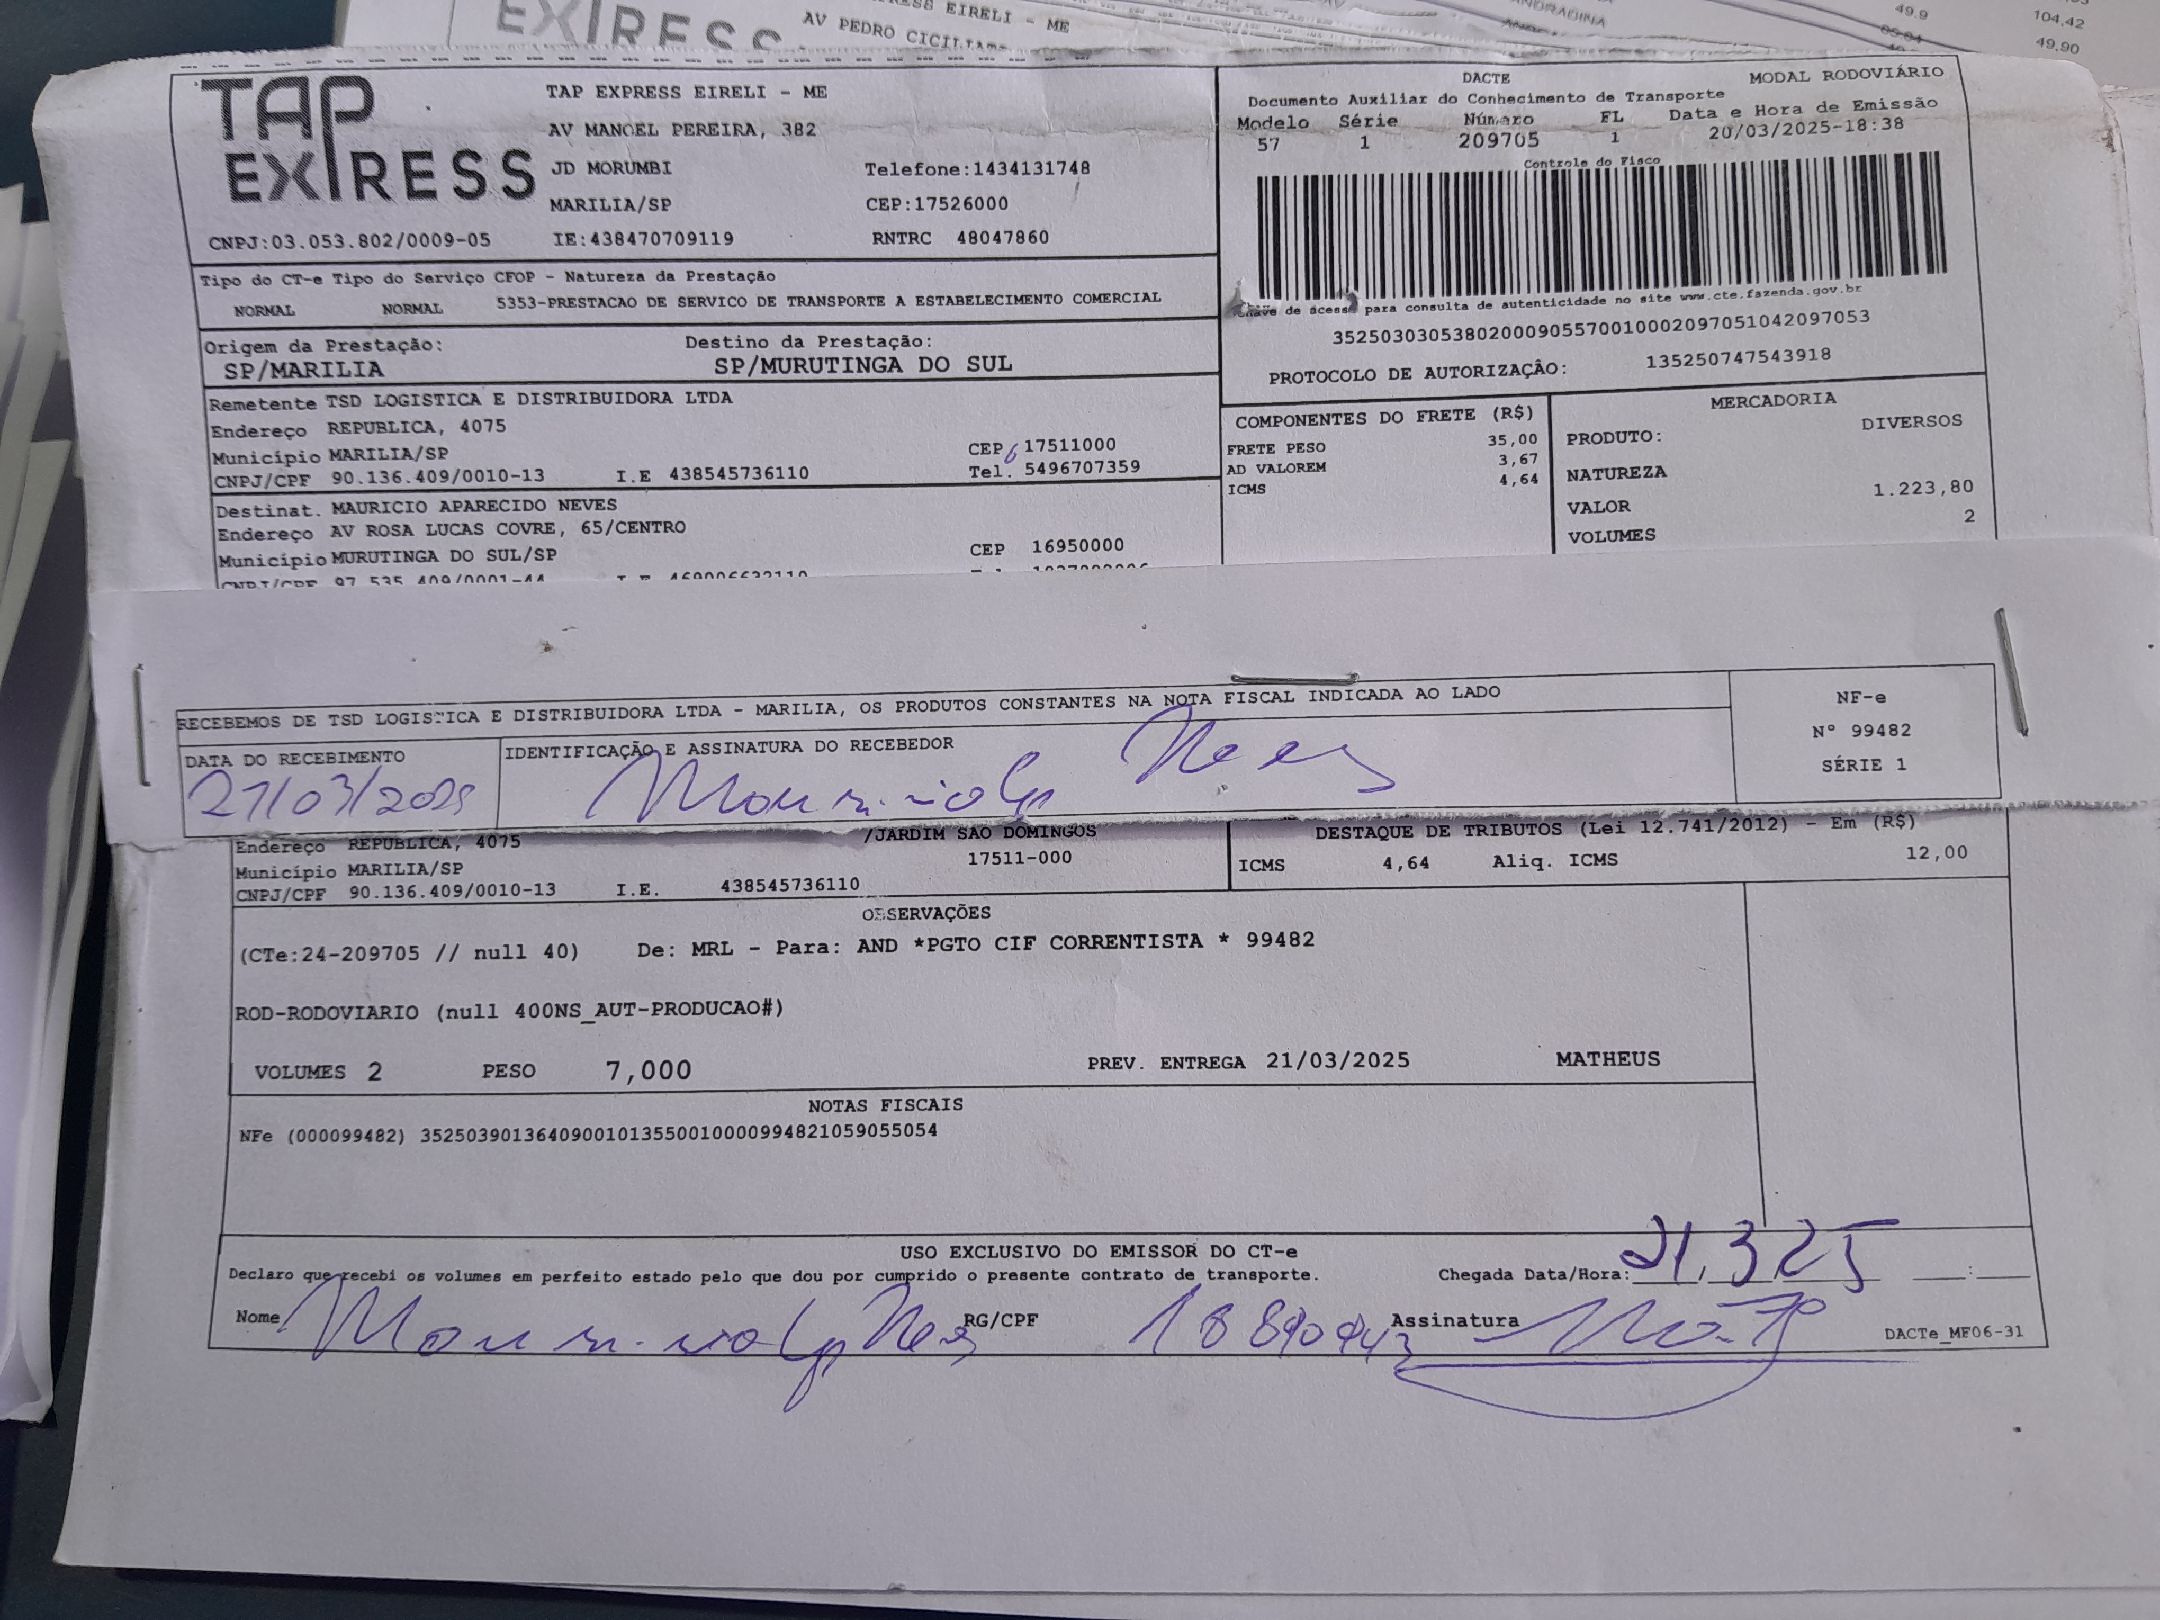 EXPRESS
RESS EIRELI - ME
AV PEDRO
ANDRADINA
49.9
104,42
49,90
TAP
EXPRESS
TAP EXPRESS EIRELI - ME
AV MANOEL PEREIRA, 382
JD MORUMBI
Telefone:1434131748
MARILIA/SP
CEP:17526000
CNPJ:03.053.802/0009-05
IE:438470709119
RNTRC 48047860
DACTE
MODAL RODOVIÁRIO
Documento Auxiliar do Conhecimento de Transporte
Modelo Série Número FL Data e Hora de Emissão
57 1 209705 1 20/03/2025-18:38
Controle do Fisco
Chave de acesso para consulta de autenticidade no site www.cte.fazenda.gov.br
35250303053802000905570010002097051042097053
PROTOCOLO DE AUTORIZAÇÂO: 135250747543918
Tipo do CT-e Tipo do Serviço CFOP - Natureza da Prestação
NORMAL NORMAL 5353-PRESTACAO DE SERVICO DE TRANSPORTE A ESTABELECIMENTO COMERCIAL
Origem da Prestação: Destino da Prestação:
SP/MARILIA SP/MURUTINGA DO SUL
Remetente TSD LOGISTICA E DISTRIBUIDORA LTDA
Endereço REPUBLICA, 4075
Município MARILIA/SP CEP 17511000
CNPJ/CPF 90.136.409/0010-13 I.E 438545736110 Tel. 5496707359
Destinat. MAURICIO APARECIDO NEVES
Endereço AV ROSA LUCAS COVRE, 65/CENTRO
Município MURUTINGA DO SUL/SP CEP 16950000
CNPJ/CPF 97.535.409/0001-44 I.E 469006632110
COMPONENTES DO FRETE (R$)
FRETE PESO 35,00
AD VALOREM 3,67
ICMS 4,64
MERCADORIA
PRODUTO: DIVERSOS
NATUREZA
VALOR 1.223,80
VOLUMES 2
RECEBEMOS DE TSD LOGISTICA E DISTRIBUIDORA LTDA - MARILIA, OS PRODUTOS CONSTANTES NA NOTA FISCAL INDICADA AO LADO
DATA DO RECEBIMENTO
21/03/2025
IDENTIFICAÇÃO E ASSINATURA DO RECEBEDOR
NF-e
Nº 99482
SÉRIE 1
Endereço REPUBLICA, 4075 /JARDIM SAO DOMINGOS
Município MARILIA/SP 17511-000
CNPJ/CPF 90.136.409/0010-13 I.E. 438545736110
DESTAQUE DE TRIBUTOS (Lei 12.741/2012) - Em (R$)
ICMS 4,64 Aliq. ICMS 12,00
OBSERVAÇÕES
(CTe:24-209705 // null 40) De: MRL - Para: AND *PGTO CIF CORRENTISTA * 99482
ROD-RODOVIARIO (null 400NS_AUT-PRODUCAO#)
VOLUMES 2 PESO 7,000 PREV. ENTREGA 21/03/2025 MATHEUS
NOTAS FISCAIS
NFe (000099482) 35250390136409001013550010000994821059055054
USO EXCLUSIVO DO EMISSOR DO CT-e
Declaro que recebi os volumes em perfeito estado pelo que dou por cumprido o presente contrato de transporte. Chegada Data/Hora: 21/3/25
Nome RG/CPF Assinatura
DACTe_MF06-31